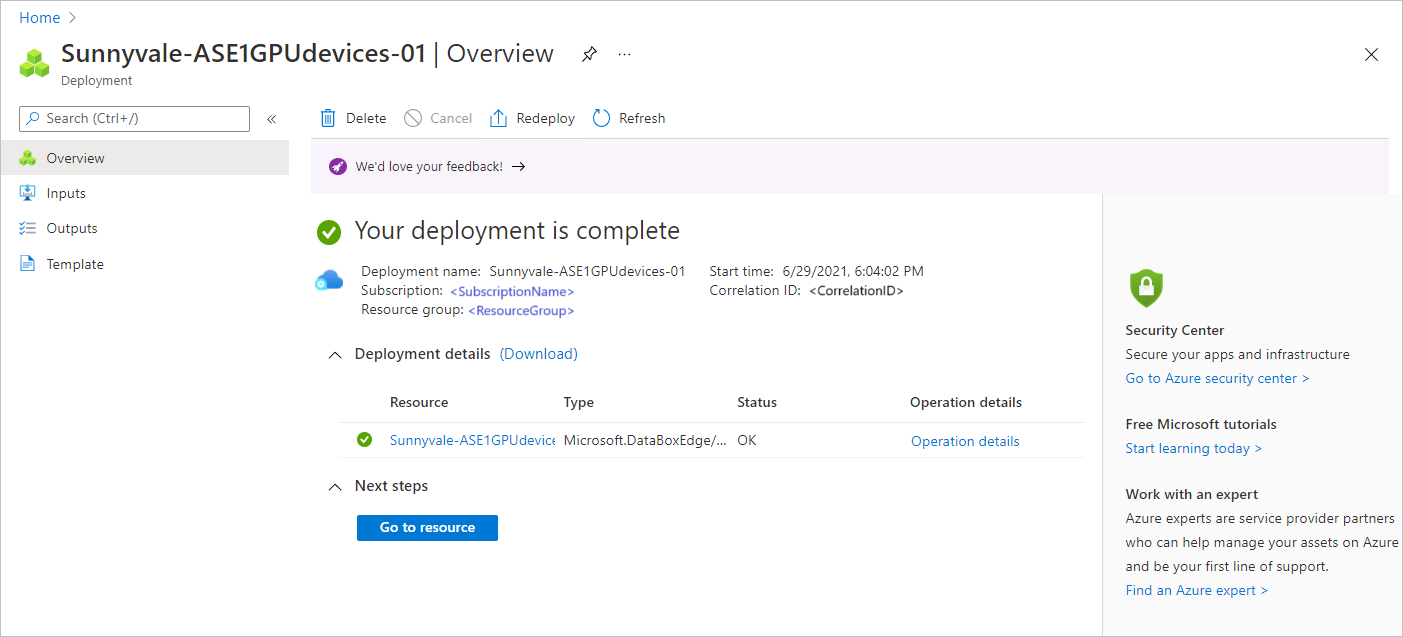 Home >
Sunnyvale-ASE1GPUdevices-01 | Overview ...
Deployment
Search (Ctrl+/) «
Overview
Inputs
Outputs
Template
Delete Cancel Redeploy Refresh
We'd love your feedback! →
Your deployment is complete
Deployment name: Sunnyvale-ASE1GPUdevices-01 Start time: 6/29/2021, 6:04:02 PM
Subscription: <SubscriptionName> Correlation ID: <CorrelationID>
Resource group: <ResourceGroup>
Deployment details (Download)
Resource Type Status Operation details
Sunnyvale-ASE1GPUdevice Microsoft.DataBoxEdge/... OK Operation details
Next steps
Go to resource
Security Center
Secure your apps and infrastructure
Go to Azure security center >
Free Microsoft tutorials
Start learning today >
Work with an expert
Azure experts are service provider partners
who can help manage your assets on Azure
and be your first line of support.
Find an Azure expert >